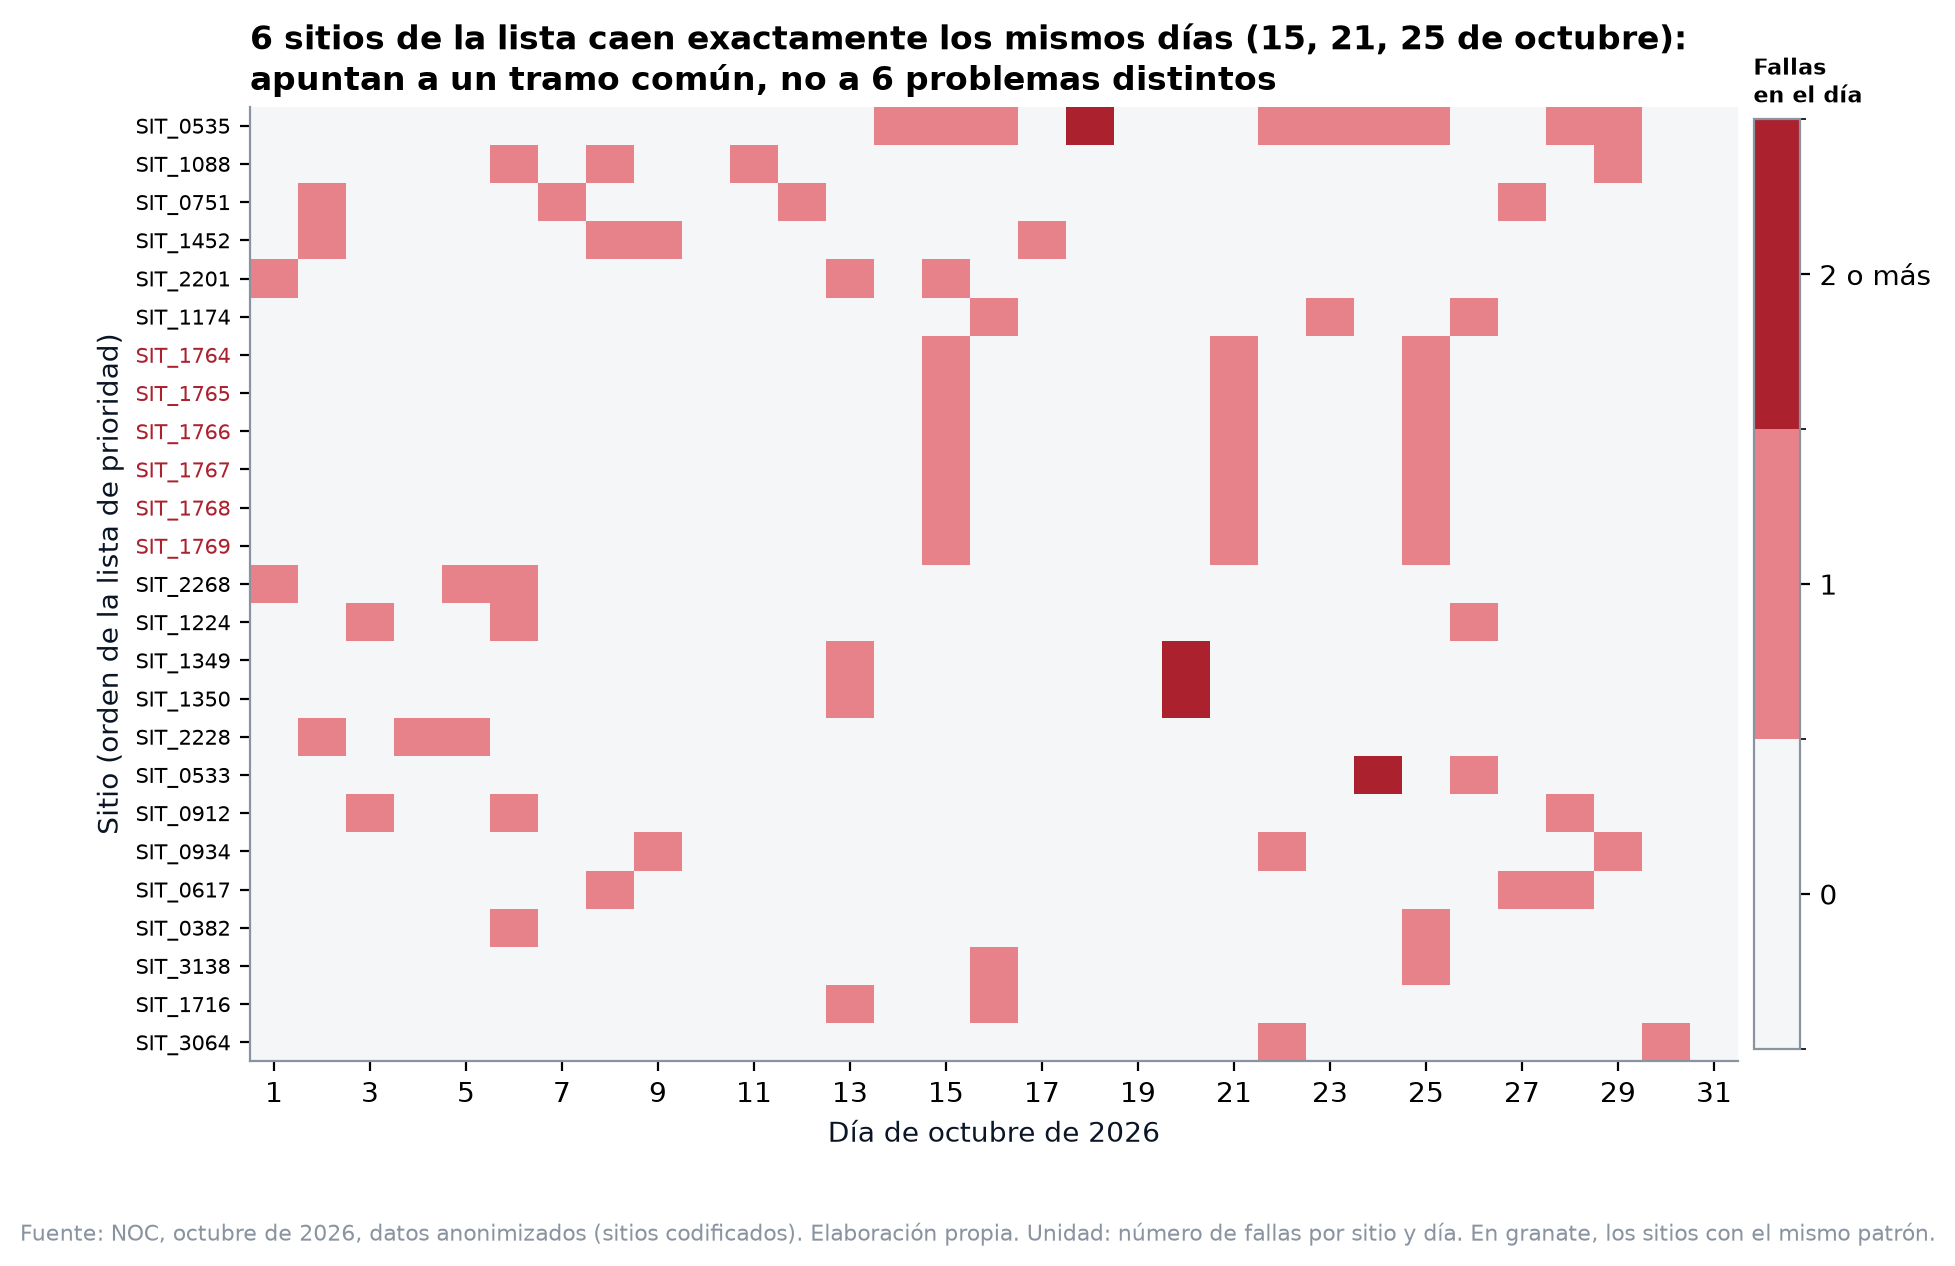 6 sitios de la lista caen exactamente los mismos días (15, 21, 25 de octubre):
apuntan a un tramo común, no a 6 problemas distintos
Fallas
en el día
2 o más
1
0
Sitio (orden de la lista de prioridad)
SIT_0535
SIT_1088
SIT_0751
SIT_1452
SIT_2201
SIT_1174
SIT_1764
SIT_1765
SIT_1766
SIT_1767
SIT_1768
SIT_1769
SIT_2268
SIT_1224
SIT_1349
SIT_1350
SIT_2228
SIT_0533
SIT_0912
SIT_0934
SIT_0617
SIT_0382
SIT_3138
SIT_1716
SIT_3064
1 3 5 7 9 11 13 15 17 19 21 23 25 27 29 31
Día de octubre de 2026
Fuente: NOC, octubre de 2026, datos anonimizados (sitios codificados). Elaboración propia. Unidad: número de fallas por sitio y día. En granate, los sitios con el mismo patrón.